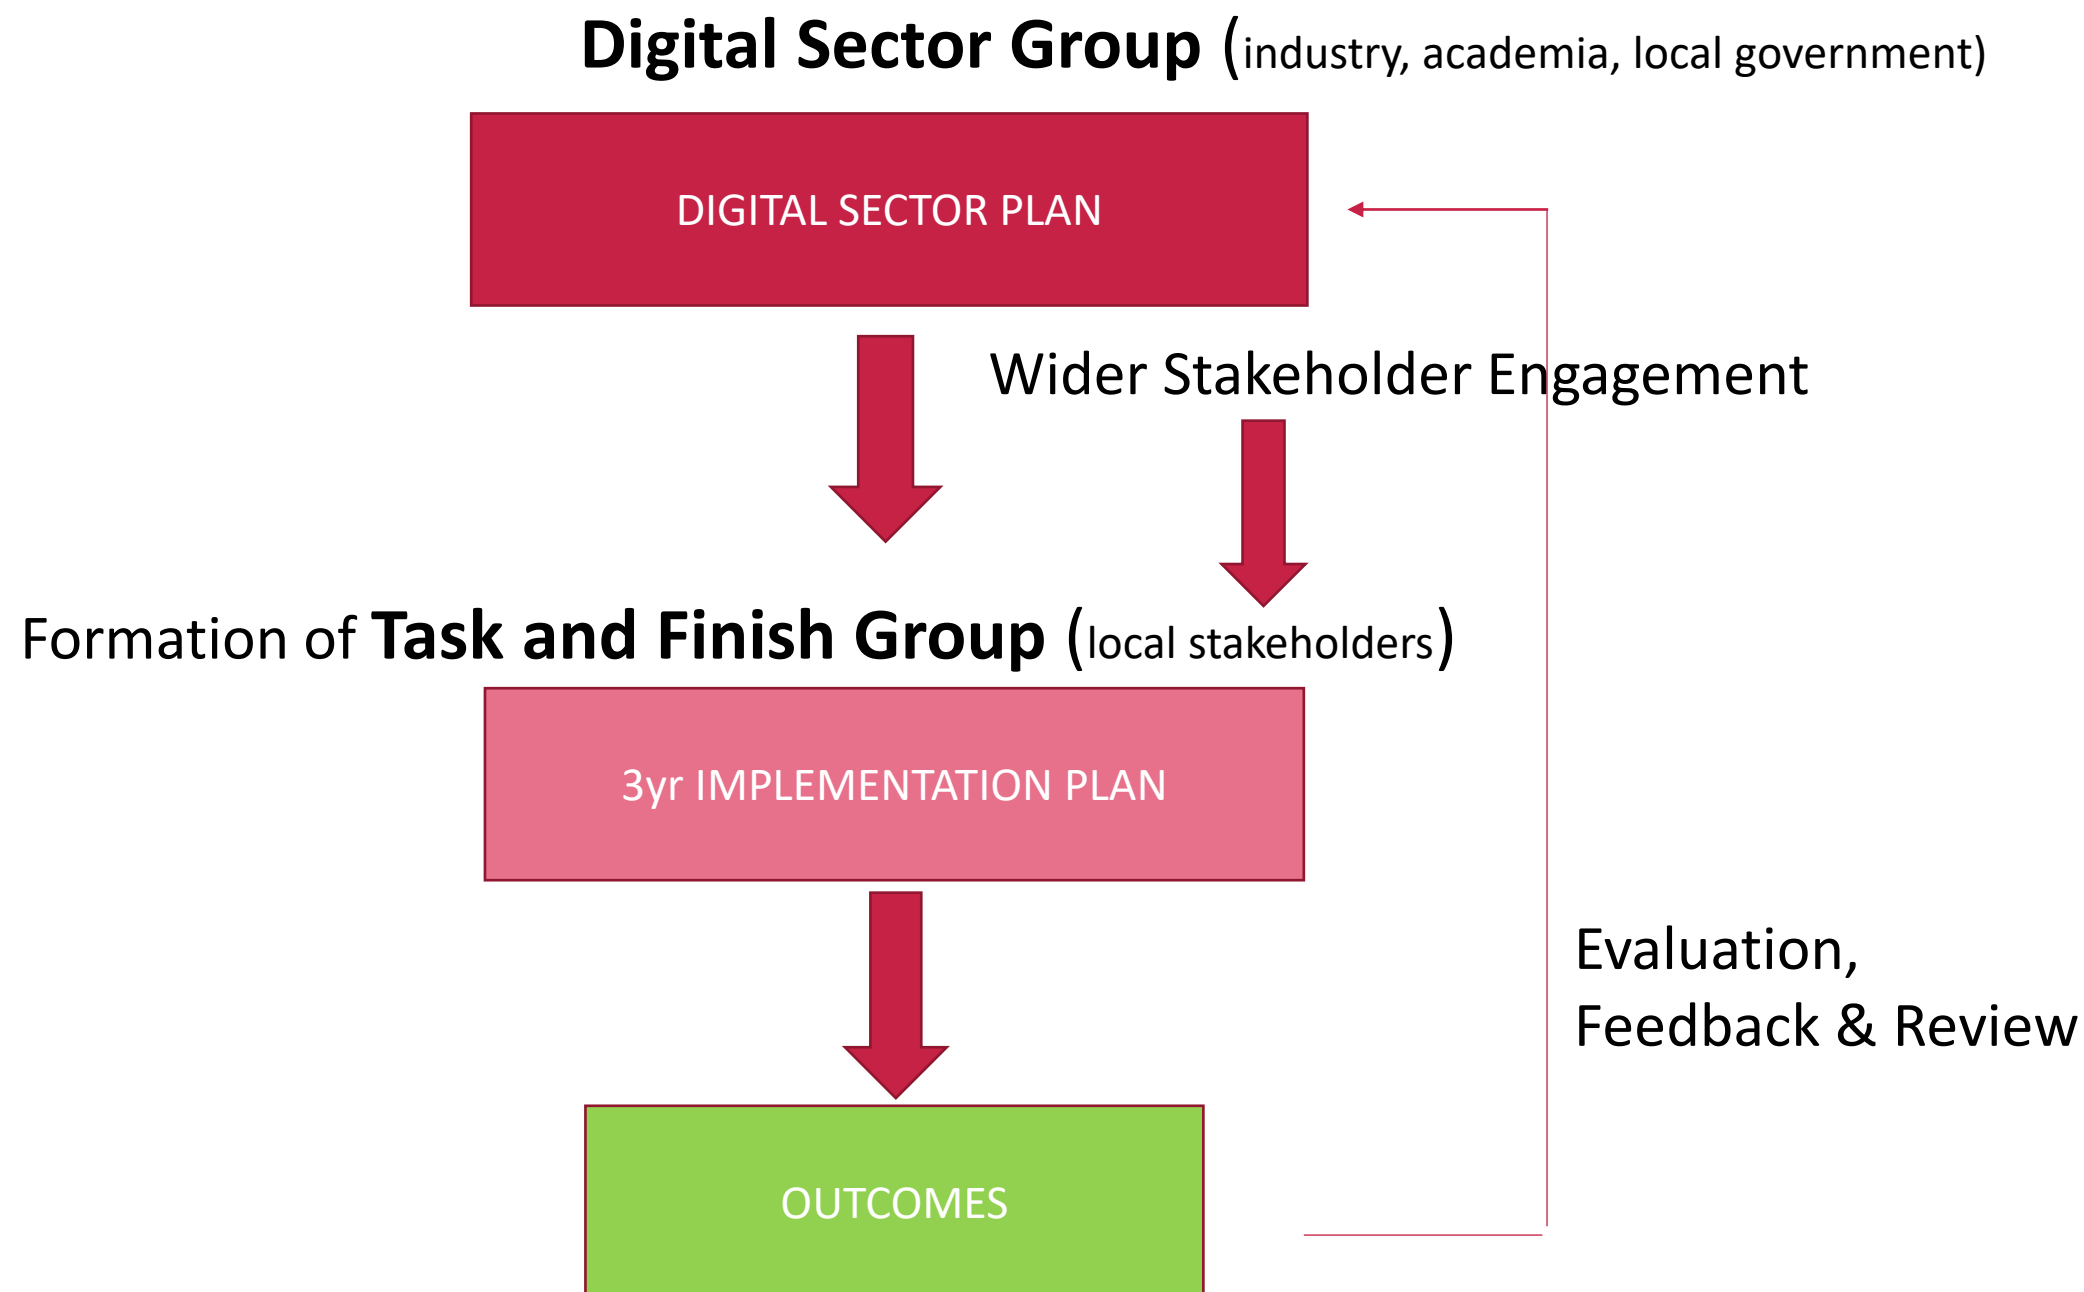 Digital Sector Group (industry, academia, local government)
DIGITAL SECTOR PLAN
Wider Stakeholder Engagement
Formation of Task and Finish Group (local stakeholders)
3yr IMPLEMENTATION PLAN
Evaluation,
Feedback & Review
OUTCOMES